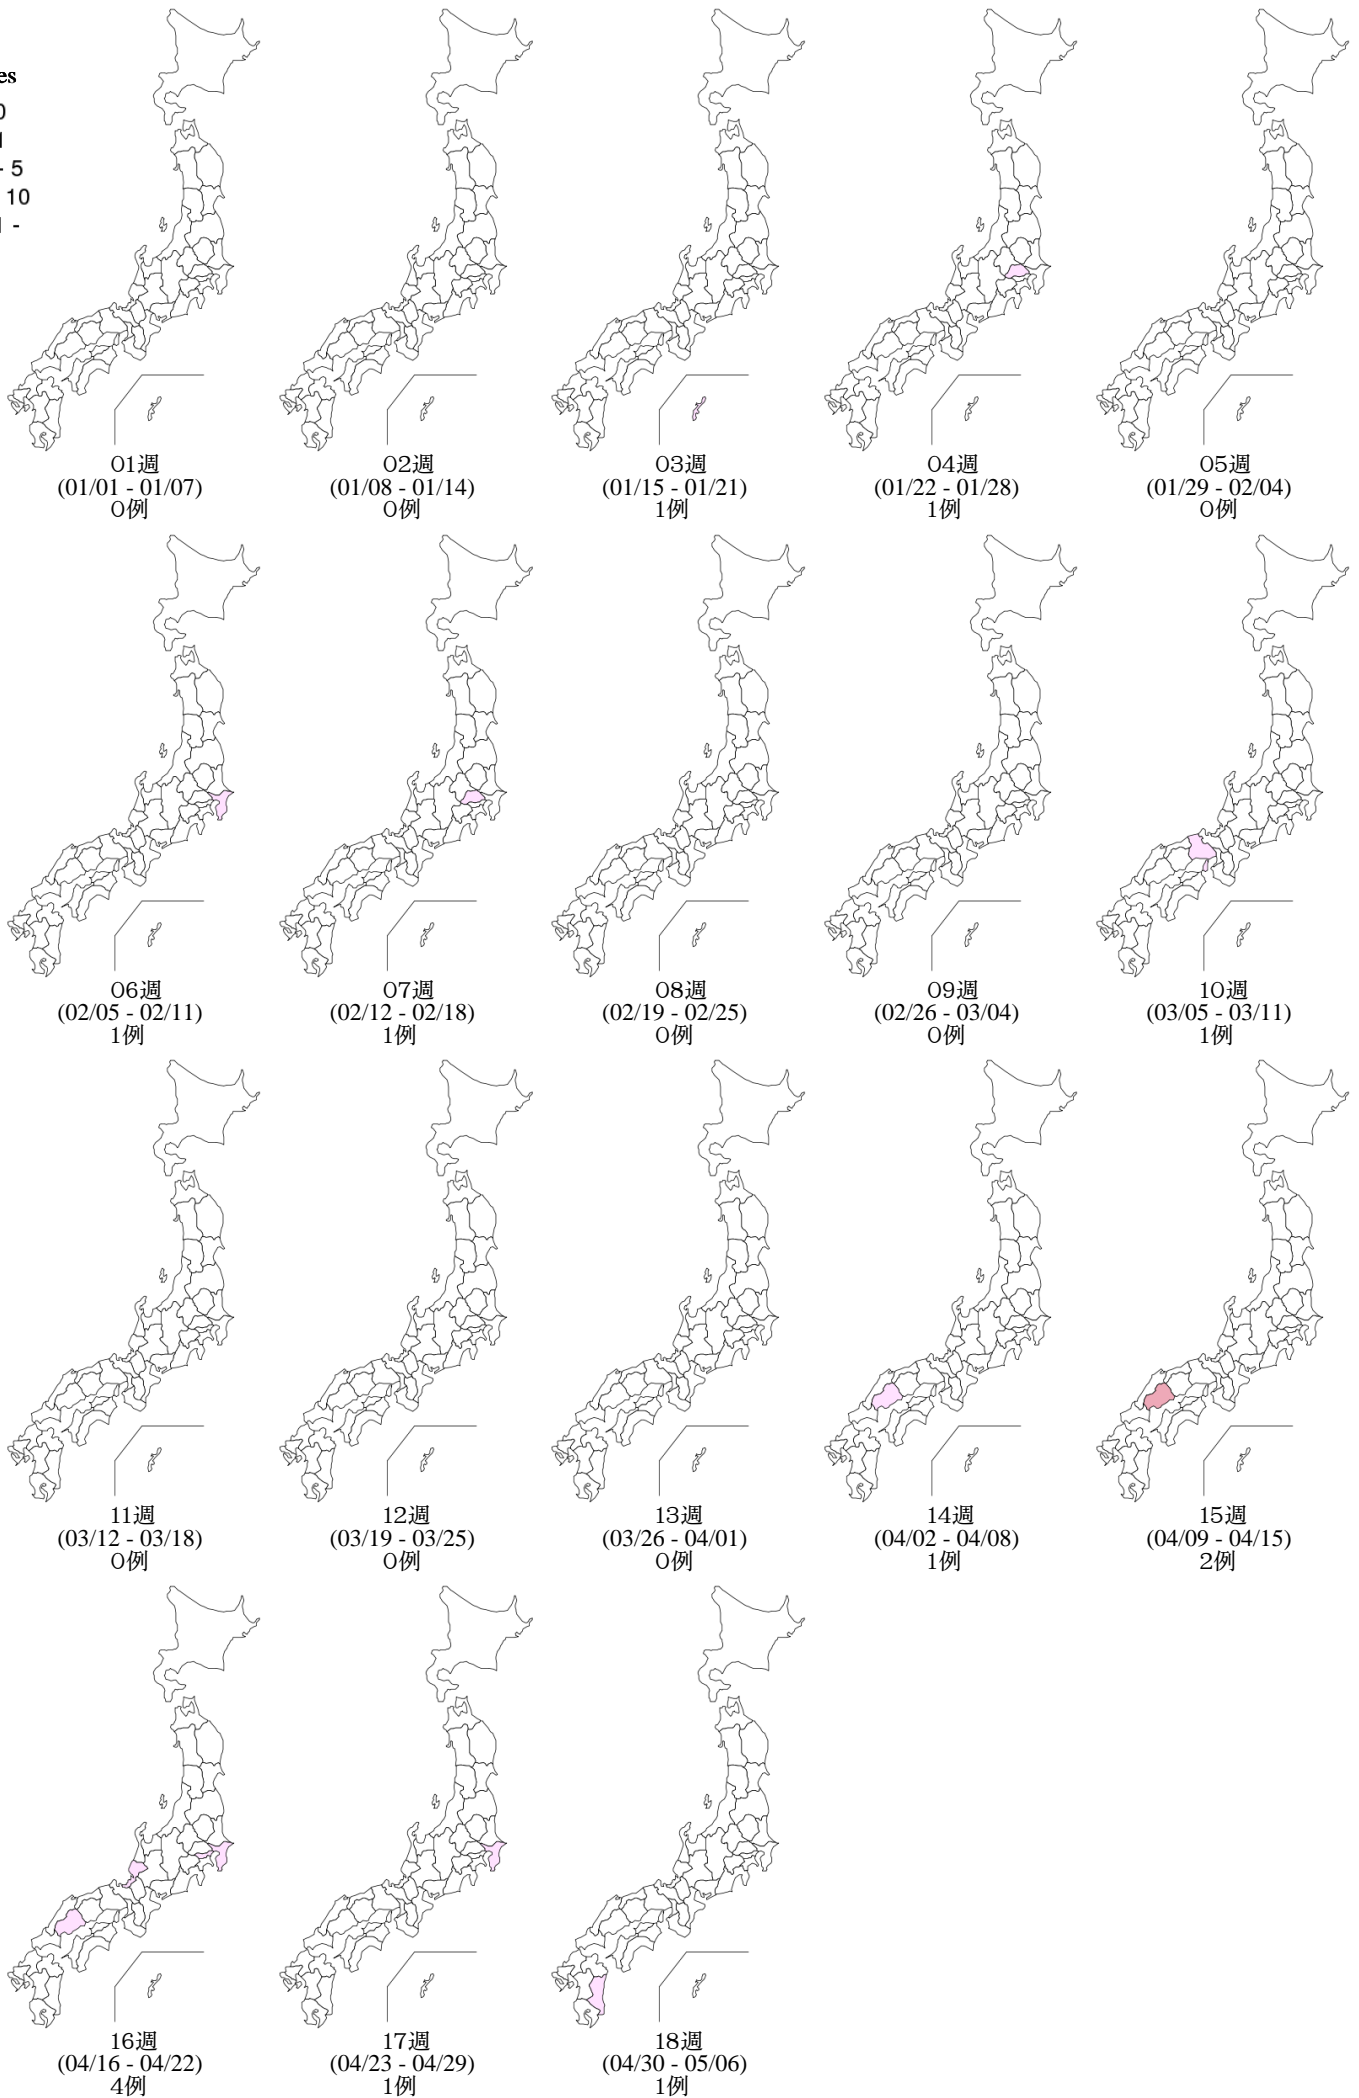 es
0
1
- 5
10
1 -
01週
(01/01 - 01/07)
0例
02週
(01/08 - 01/14)
0例
03週
(01/15 - 01/21)
1例
04週
(01/22 - 01/28)
1例
05週
(01/29 - 02/04)
0例
06週
(02/05 - 02/11)
1例
07週
(02/12 - 02/18)
1例
08週
(02/19 - 02/25)
0例
09週
(02/26 - 03/04)
0例
10週
(03/05 - 03/11)
1例
11週
(03/12 - 03/18)
0例
12週
(03/19 - 03/25)
0例
13週
(03/26 - 04/01)
0例
14週
(04/02 - 04/08)
1例
15週
(04/09 - 04/15)
2例
16週
(04/16 - 04/22)
4例
17週
(04/23 - 04/29)
1例
18週
(04/30 - 05/06)
1例